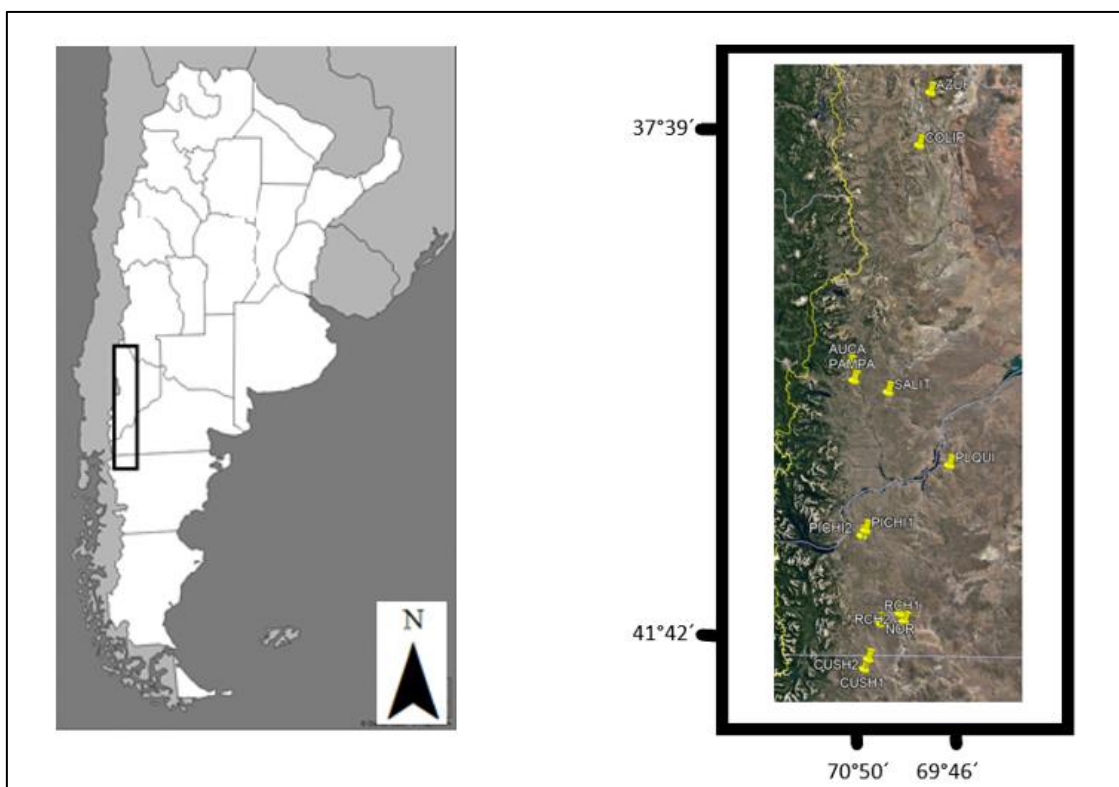 N
37°39´
41°42´
70°50´ 69°46´
COLIP
AUCA
PAMPA
SALIT
PLQUI
PICHI2 PICHI1
RCH1
RCH2
NOR
CUSH2
CUSH1